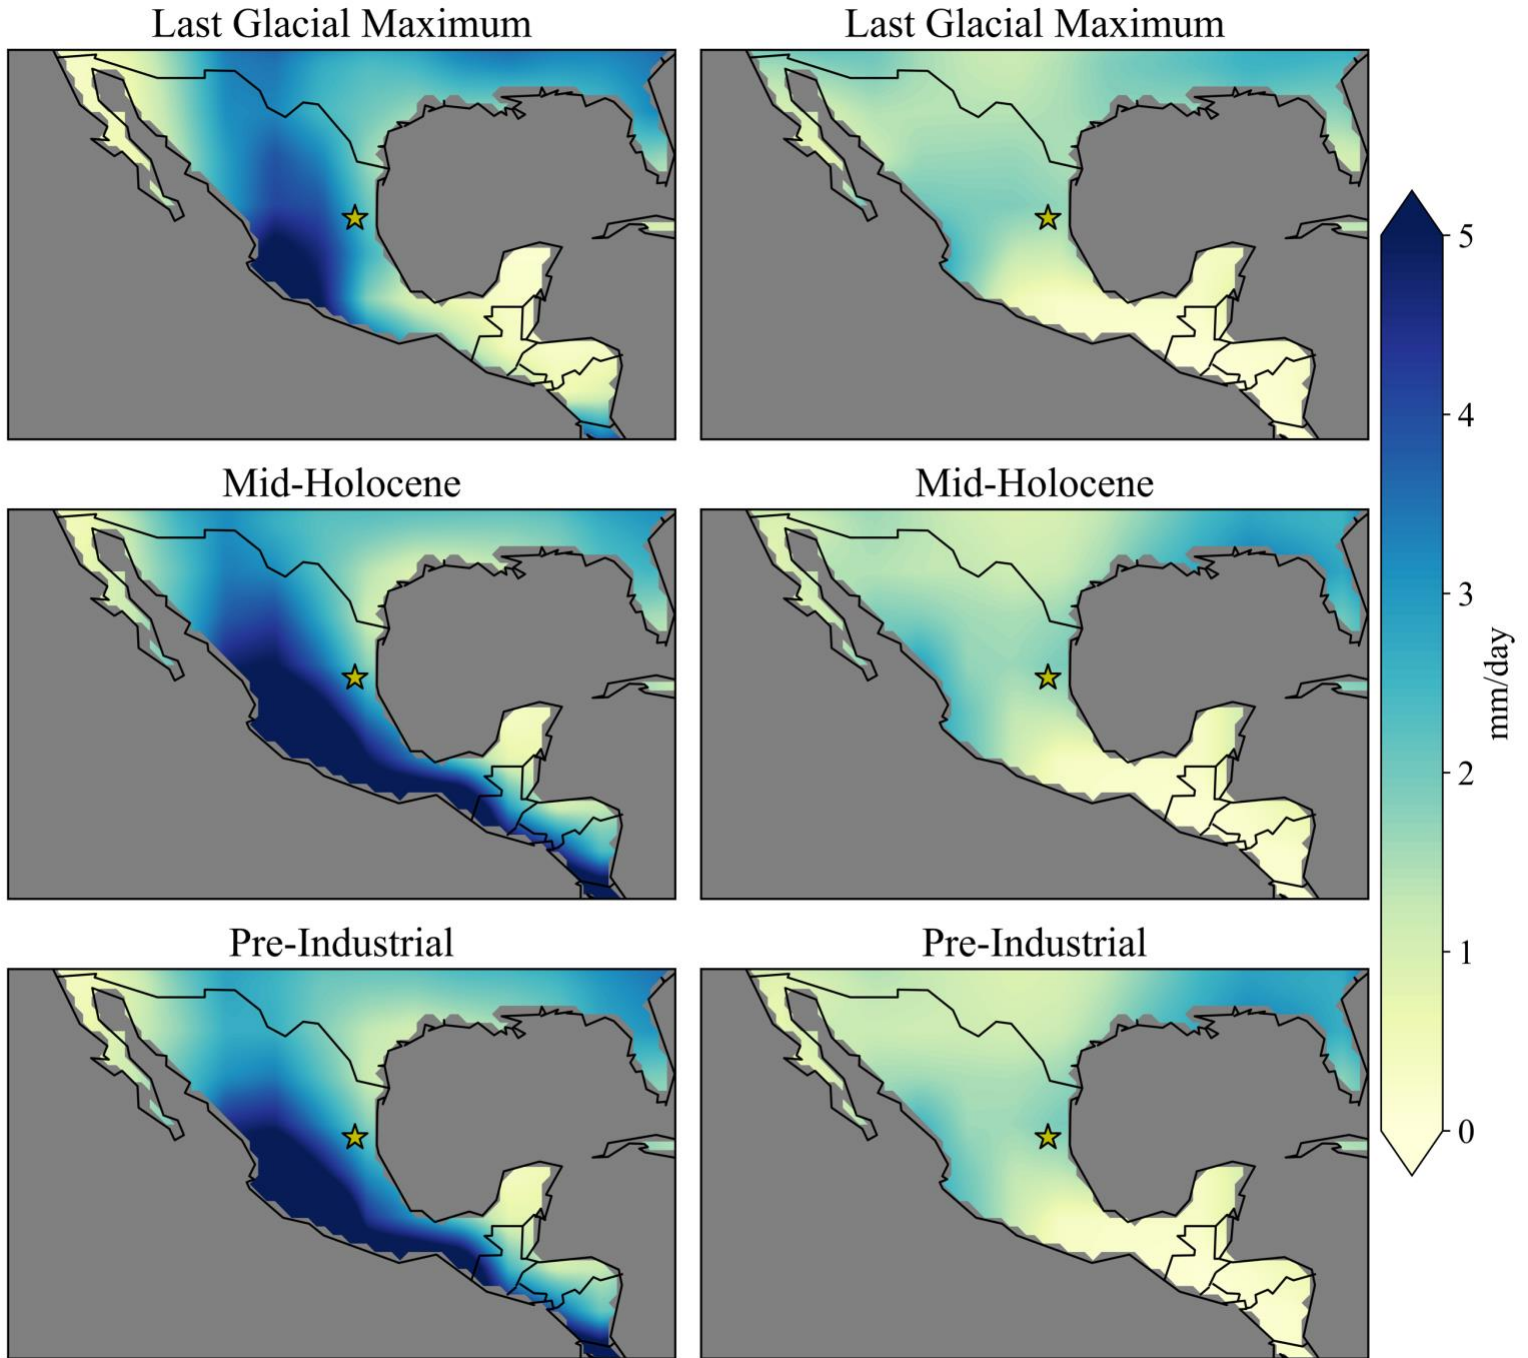 Last Glacial Maximum
Last Glacial Maximum
Mid-Holocene
Mid-Holocene
Pre-Industrial
Pre-Industrial
5
4
3
2
1
0
mm/day